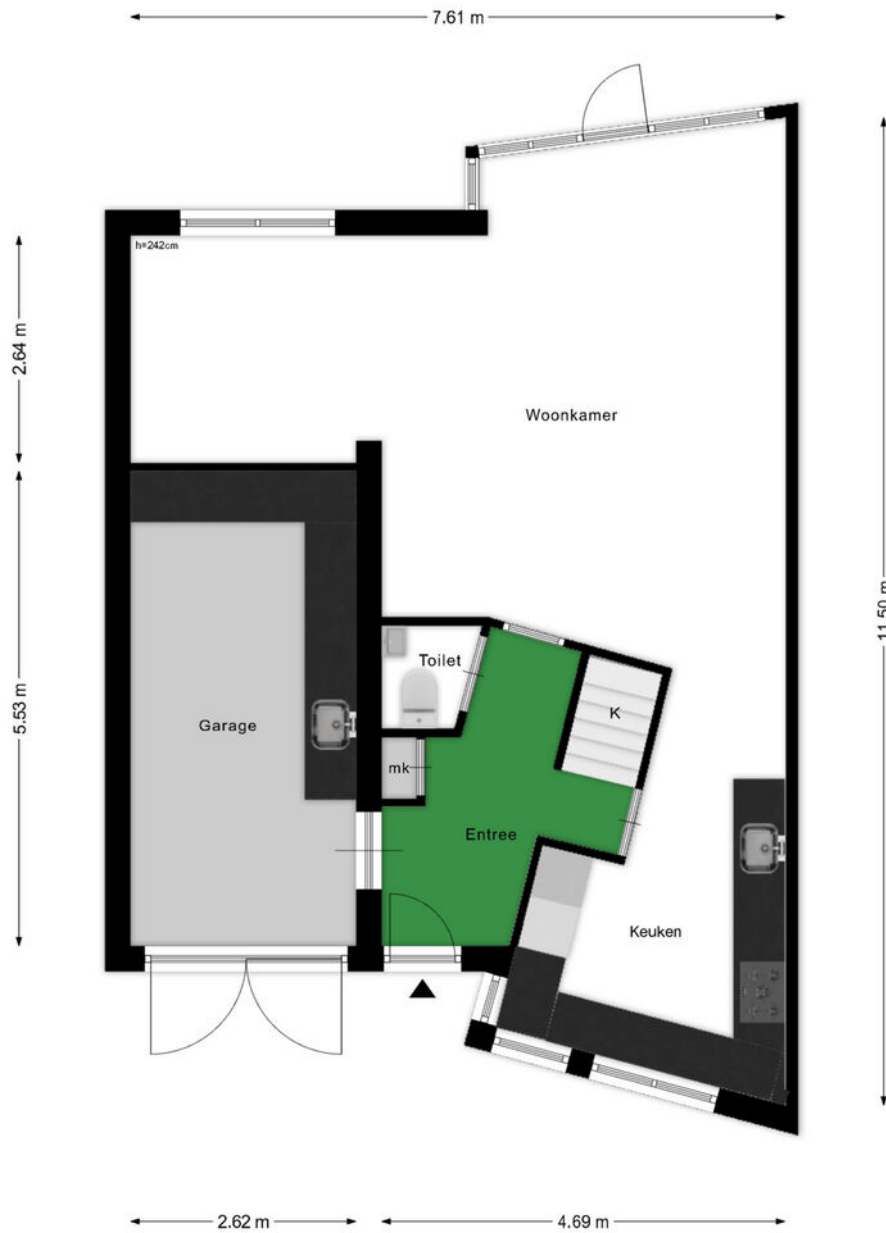 7.61 m
h=242cm
2.64 m
Woonkamer
11.50 m
5.53 m
Toilet
K
Garage
mk
Entree
Keuken
2.62 m
4.69 m